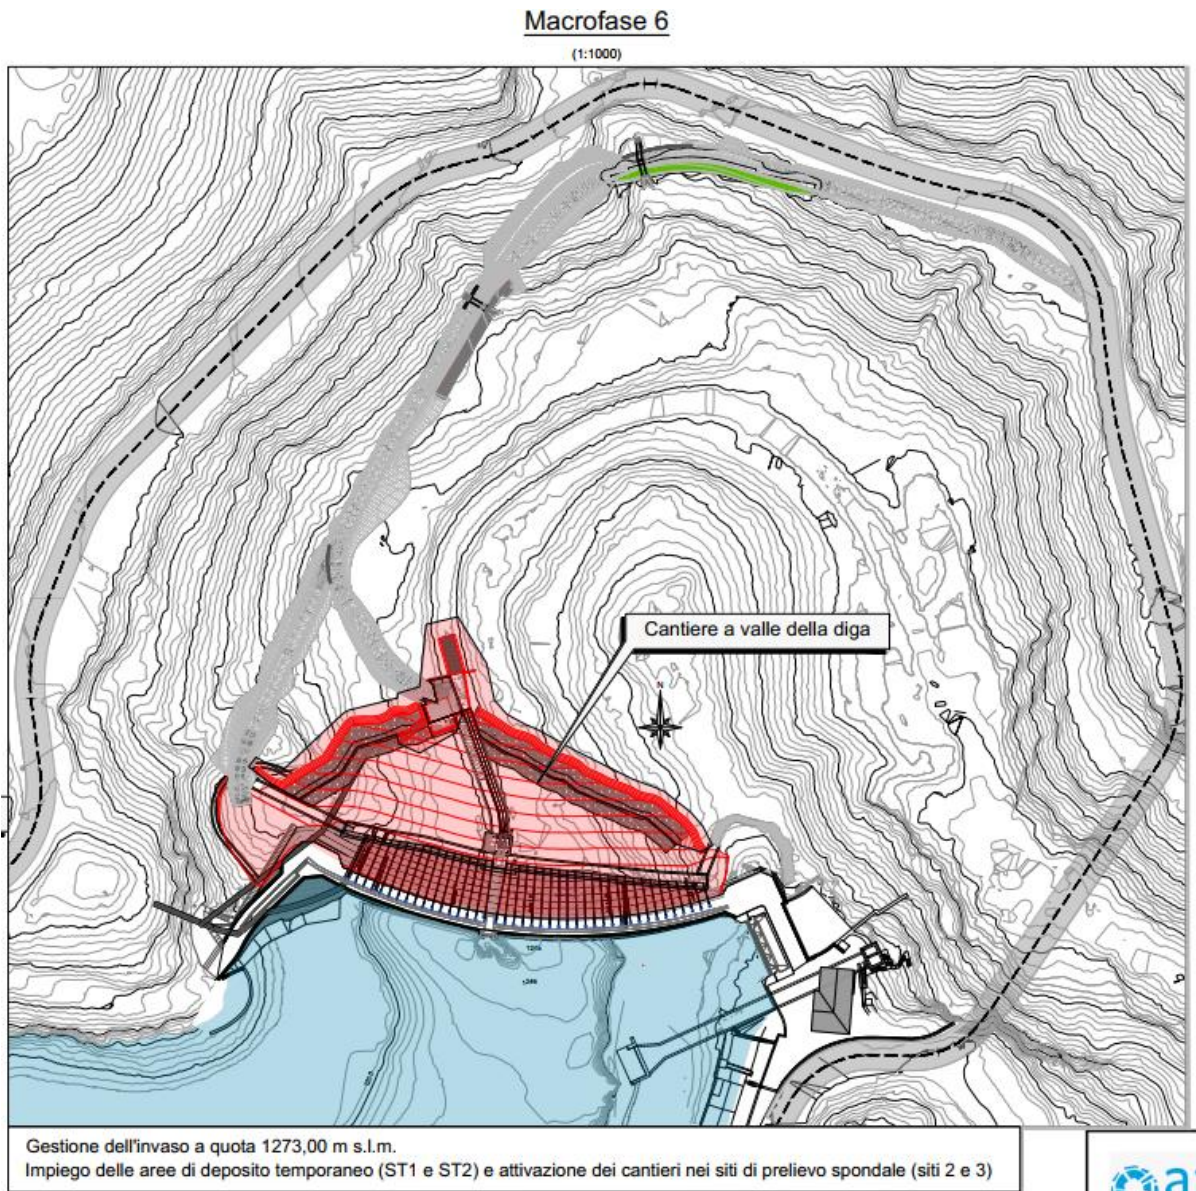 Macrofase 6
(1:1000)
Cantiere a valle della diga
N
Gestione dell'invaso a quota 1273,00 m s.l.m.
Impiego delle aree di deposito temporaneo (ST1 e ST2) e attivazione dei cantieri nei siti di prelievo spondale (siti 2 e 3)